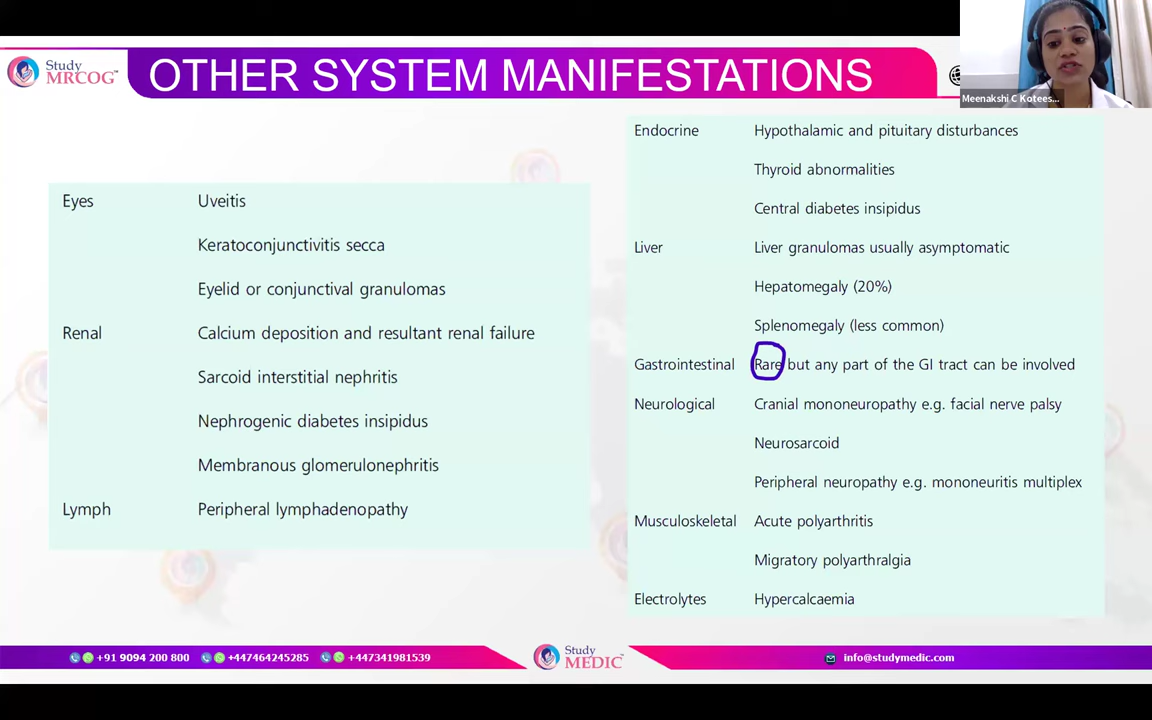 Study
MRCOG™
OTHER SYSTEM MANIFESTATIONS
Meenakshi C Kotees...
Eyes Uveitis
Keratoconjunctivitis secca
Eyelid or conjunctival granulomas
Renal Calcium deposition and resultant renal failure
Sarcoid interstitial nephritis
Nephrogenic diabetes insipidus
Membranous glomerulonephritis
Lymph Peripheral lymphadenopathy
Endocrine Hypothalamic and pituitary disturbances
Thyroid abnormalities
Central diabetes insipidus
Liver Liver granulomas usually asymptomatic
Hepatomegaly (20%)
Splenomegaly (less common)
Gastrointestinal Rare but any part of the GI tract can be involved
Neurological Cranial mononeuropathy e.g. facial nerve palsy
Neurosarcoid
Peripheral neuropathy e.g. mononeuritis multiplex
Musculoskeletal Acute polyarthritis
Migratory polyarthralgia
Electrolytes Hypercalcaemia
+91 9094 200 800 +447464245285 +447341981539
Study
MEDIC™
info@studymedic.com